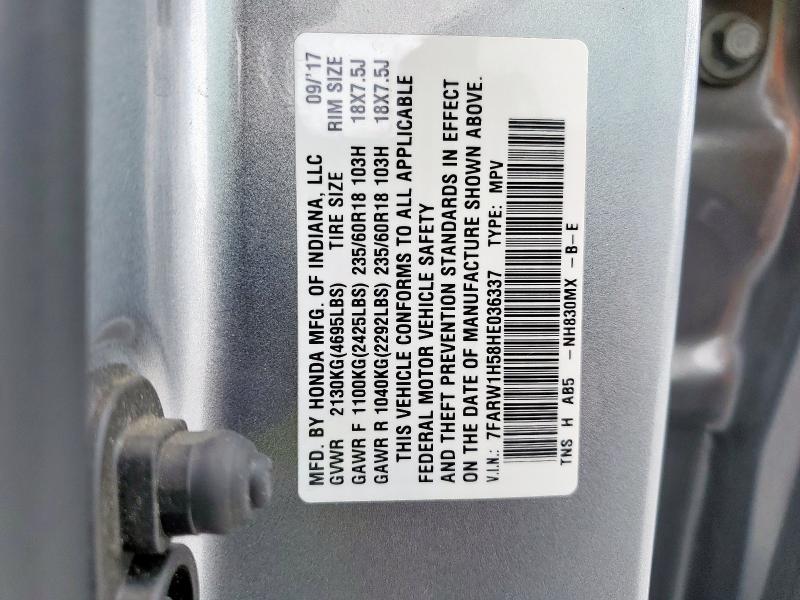 MFD. BY HONDA MFG. OF INDIANA, LLC 09/'17
GVWR 2130KG(4695LBS) TIRE SIZE RIM SIZE
GAWR F 1100KG(2425LBS) 235/60R18 103H 18X7.5J
GAWR R 1040KG(2292LBS) 235/60R18 103H 18X7.5J
THIS VEHICLE CONFORMS TO ALL APPLICABLE
FEDERAL MOTOR VEHICLE SAFETY
AND THEFT PREVENTION STANDARDS IN EFFECT
ON THE DATE OF MANUFACTURE SHOWN ABOVE.
V.I.N.: 7FARW1H58HE036337 TYPE: MPV
TNS H AB5 -NH830MX -B-E